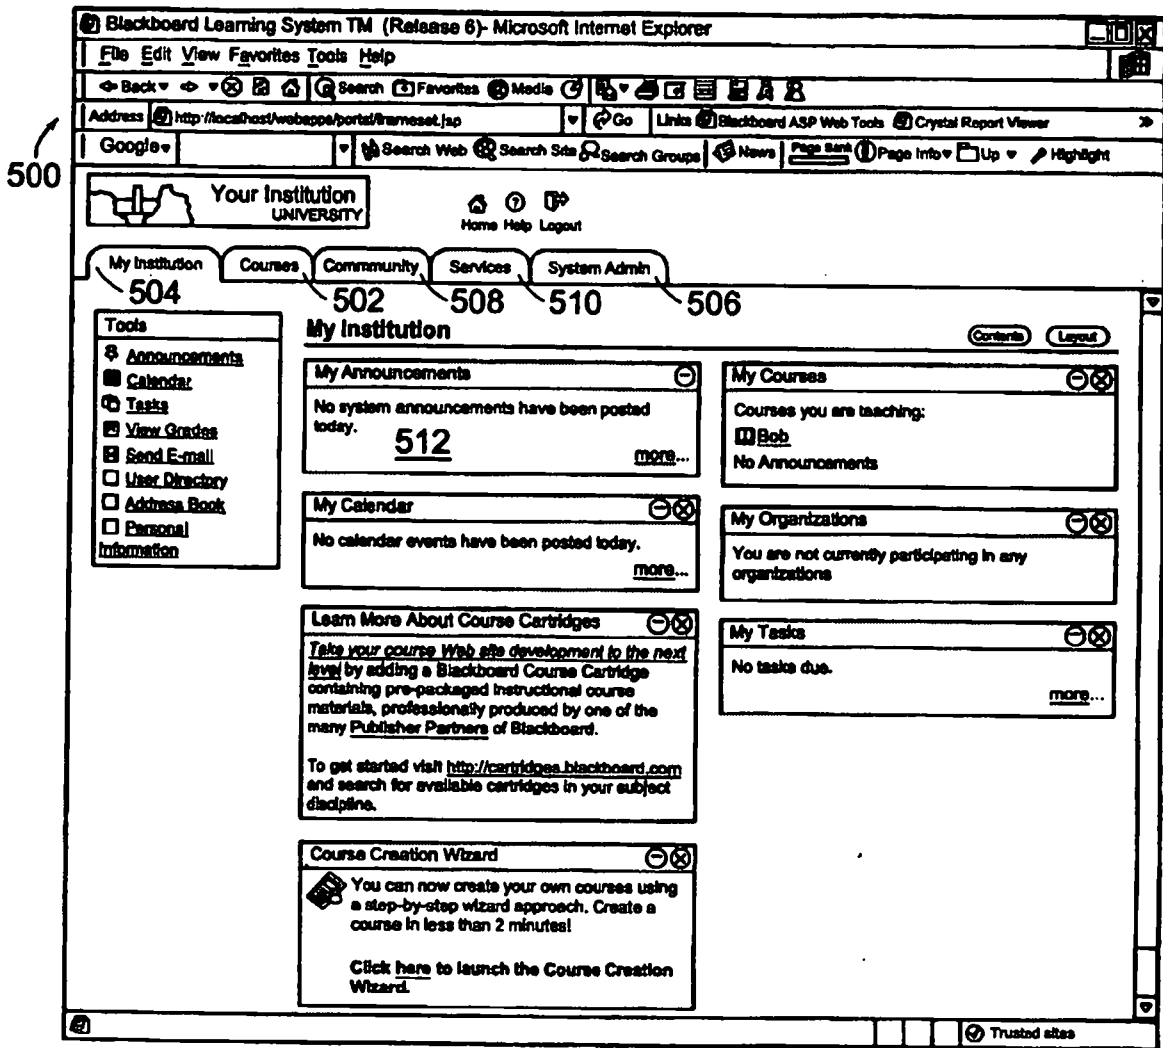 Blackboard Learning System TM (Release 6)- Microsoft Internet Explorer
File Edit View Favorites Tools Help
Back Search Favorites Media
Address http://localhost/webapps/portal/frameset.jsp Go Links Blackboard ASP Web Tools Crystal Report Viewer »
Google Search Web Search Site Search Groups News Page Bank Page Info Up Highlight
500
Your Institution
UNIVERSITY
Home Help Logout
My Institution Courses Commmunity Services System Admin
504 502 508 510 506
Tools
Announcements
Calendar
Tasks
View Grades
Send E-mail
User Directory
Address Book
Personal
Information
My Institution
Contents Layout
My Announcements
No system announcements have been posted
today.
512
more...
My Calendar
No calendar events have been posted today.
more...
Learn More About Course Cartridges
Take your course Web site development to the next
level by adding a Blackboard Course Cartridge
containing pre-packaged instructional course
materials, professionally produced by one of the
many Publisher Partners of Blackboard.
To get started visit http://cartridges.blackboard.com
and search for available cartridges in your subject
discipline.
Course Creation Wizard
You can now create your own courses using
a step-by-step wizard approach. Create a
course in less than 2 minutes!
Click here to launch the Course Creation
Wizard.
My Courses
Courses you are teaching:
Bob
No Announcements
My Organizations
You are not currently participating in any
organizations
My Tasks
No tasks due.
more...
Trusted sites